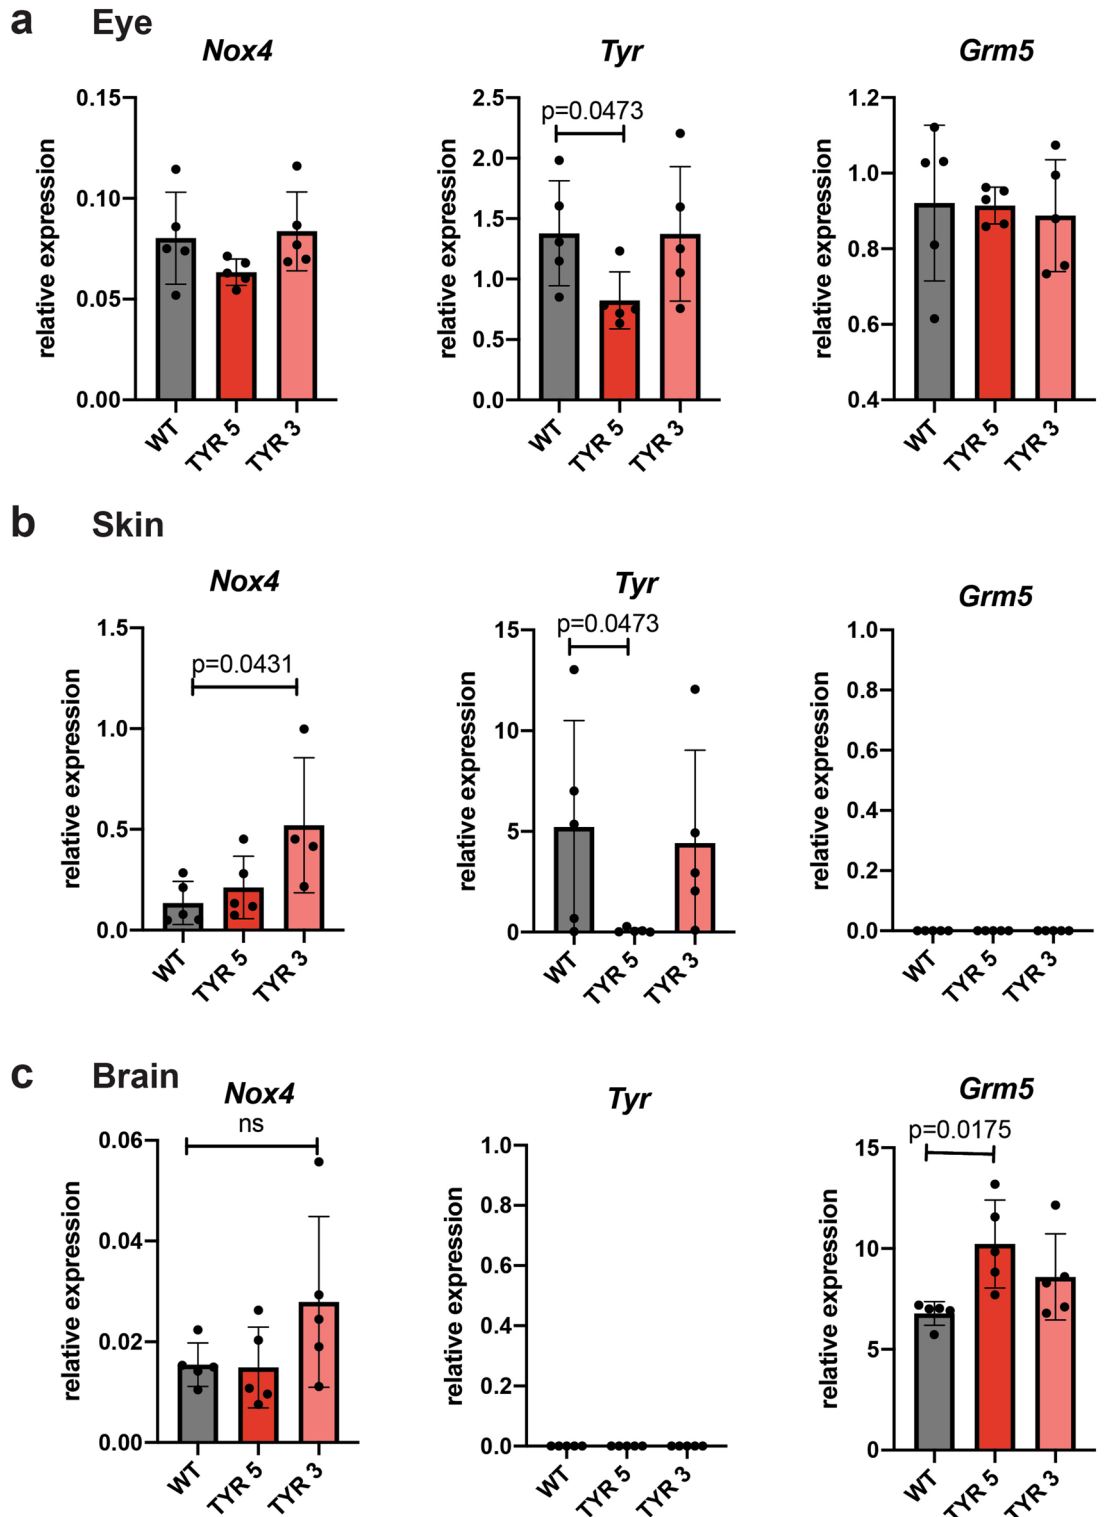 a Eye
Nox4 Tyr Grm5
relative expression
0.15
0.10
0.05
0.00
WT TYR 5 TYR 3
relative expression
2.5
2.0
1.5
1.0
0.5
0.0
p=0.0473
WT TYR 5 TYR 3
relative expression
1.2
1.0
0.8
0.6
0.4
WT TYR 5 TYR 3
b Skin
Nox4 Tyr Grm5
relative expression
1.5
1.0
0.5
0.0
p=0.0431
WT TYR 5 TYR 3
relative expression
15
10
5
0
p=0.0473
WT TYR 5 TYR 3
relative expression
1.0
0.8
0.6
0.4
0.2
0.0
WT TYR 5 TYR 3
c Brain
Nox4 Tyr Grm5
relative expression
0.06
0.04
0.02
0.00
ns
WT TYR 5 TYR 3
relative expression
1.0
0.8
0.6
0.4
0.2
0.0
WT TYR 5 TYR 3
relative expression
15
10
5
0
p=0.0175
WT TYR 5 TYR 3